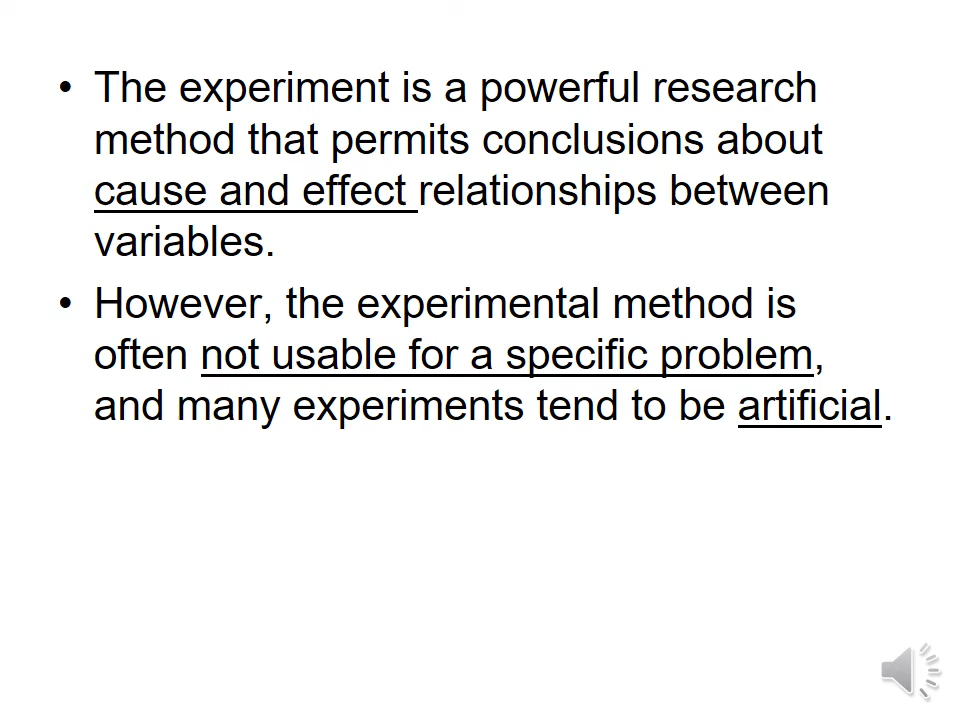 • The experiment is a powerful research
method that permits conclusions about
cause and effect relationships between
variables.
• However, the experimental method is
often not usable for a specific problem,
and many experiments tend to be artificial.